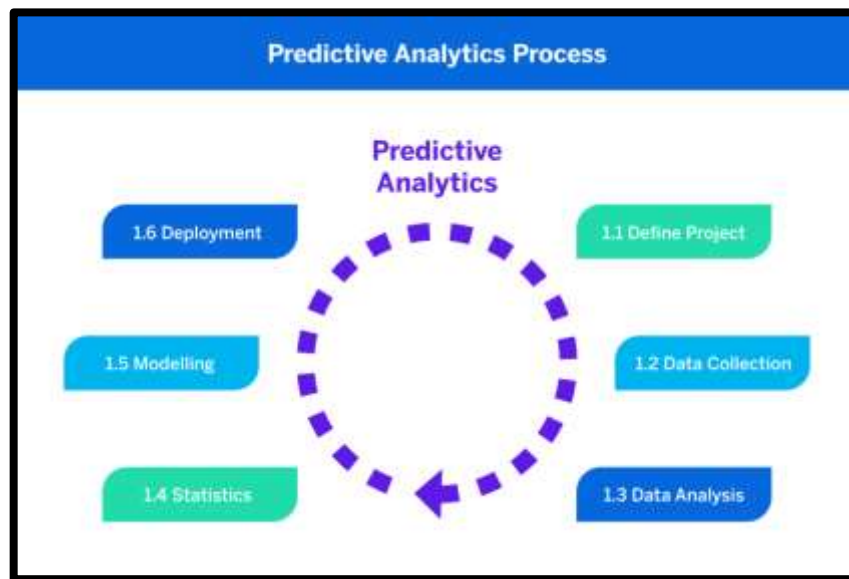 Predictive Analytics Process
Predictive
Analytics
1.6 Deployment
1.1 Define Project
1.5 Modelling
1.2 Data Collection
1.4 Statistics
1.3 Data Analysis